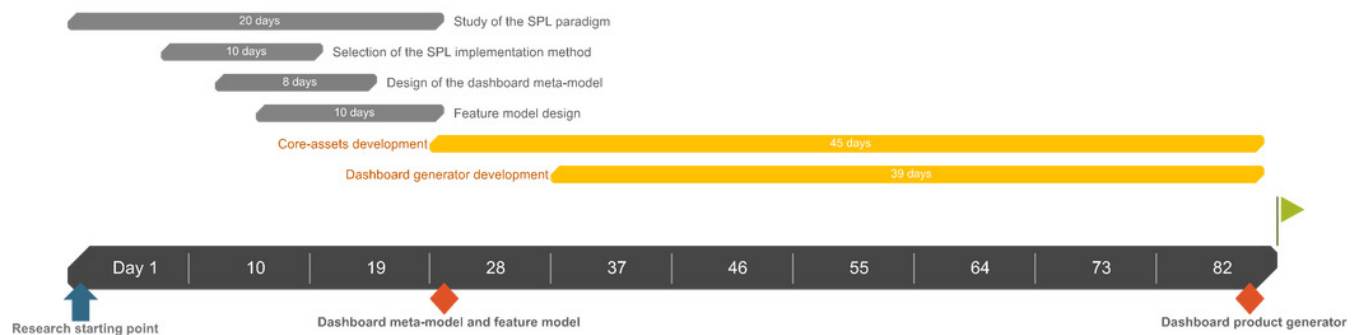 20 days Study of the SPL paradigm
10 days Selection of the SPL implementation method
8 days Design of the dashboard meta-model
10 days Feature model design
Core-assets development 45 days
Dashboard generator development 39 days
Day 1 10 19 28 37 46 55 64 73 82
Research starting point Dashboard meta-model and feature model Dashboard product generator